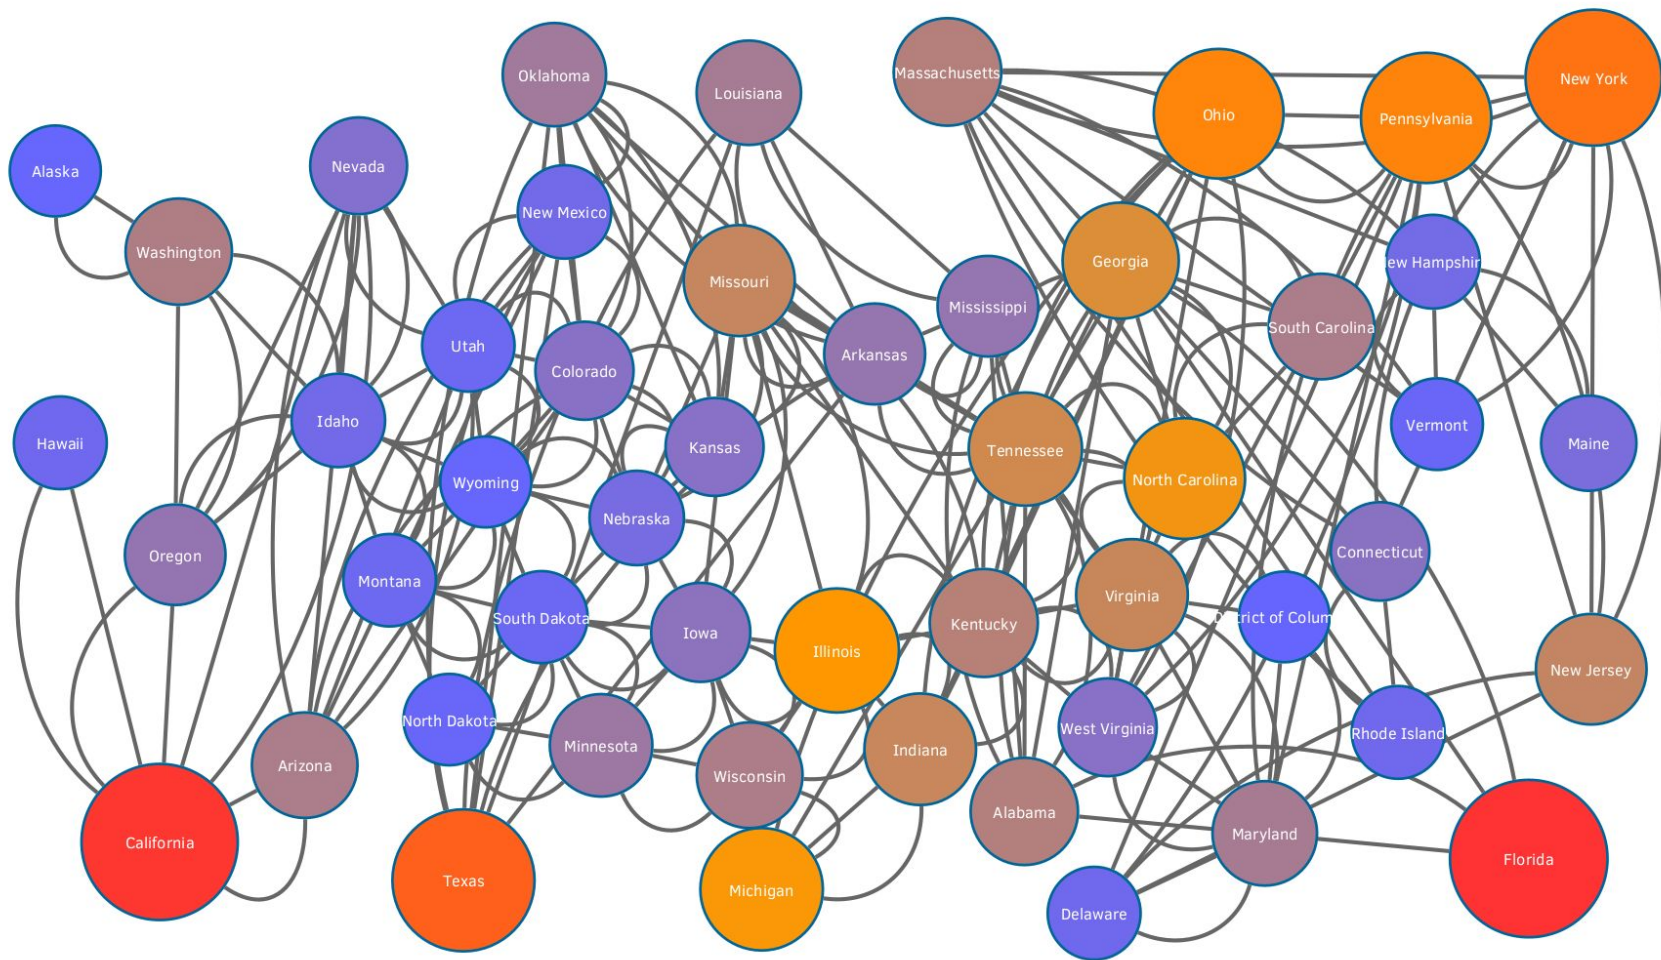 Oklahoma
Louisiana
Massachusetts
Ohio
Pennsylvania
New York
Alaska
Nevada
New Mexico
Washington
Missouri
Georgia
ew Hampshir
Mississippi
South Carolina
Utah
Arkansas
Colorado
Idaho
Hawaii
Vermont
Kansas
Tennessee
Maine
Wyoming
North Carolina
Nebraska
Oregon
Connecticut
Montana
Virginia
South Dakota
Iowa
Kentucky
trict of Colum
Illinois
New Jersey
North Dakota
West Virginia
Rhode Island
Minnesota
Indiana
Arizona
Wisconsin
Alabama
Maryland
California
Florida
Texas
Michigan
Delaware